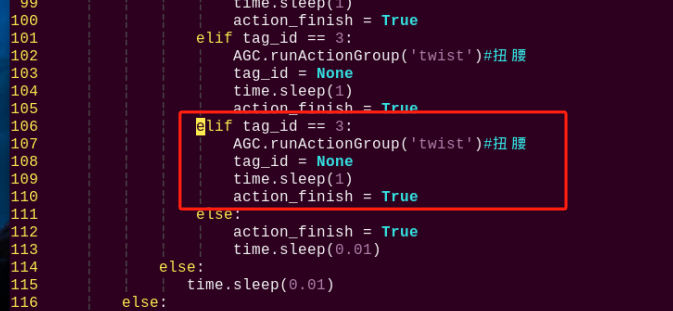 99                     time.sleep(1)
100                     action_finish = True
101                 elif tag_id == 3:
102                     AGC.runActionGroup('twist')#扭腰
103                     tag_id = None
104                     time.sleep(1)
105                     action_finish = True
106                 elif tag_id == 3:
107                     AGC.runActionGroup('twist')#扭腰
108                     tag_id = None
109                     time.sleep(1)
110                     action_finish = True
111                 else:
112                     action_finish = True
113                     time.sleep(0.01)
114             else:
115                time.sleep(0.01)
116         else: